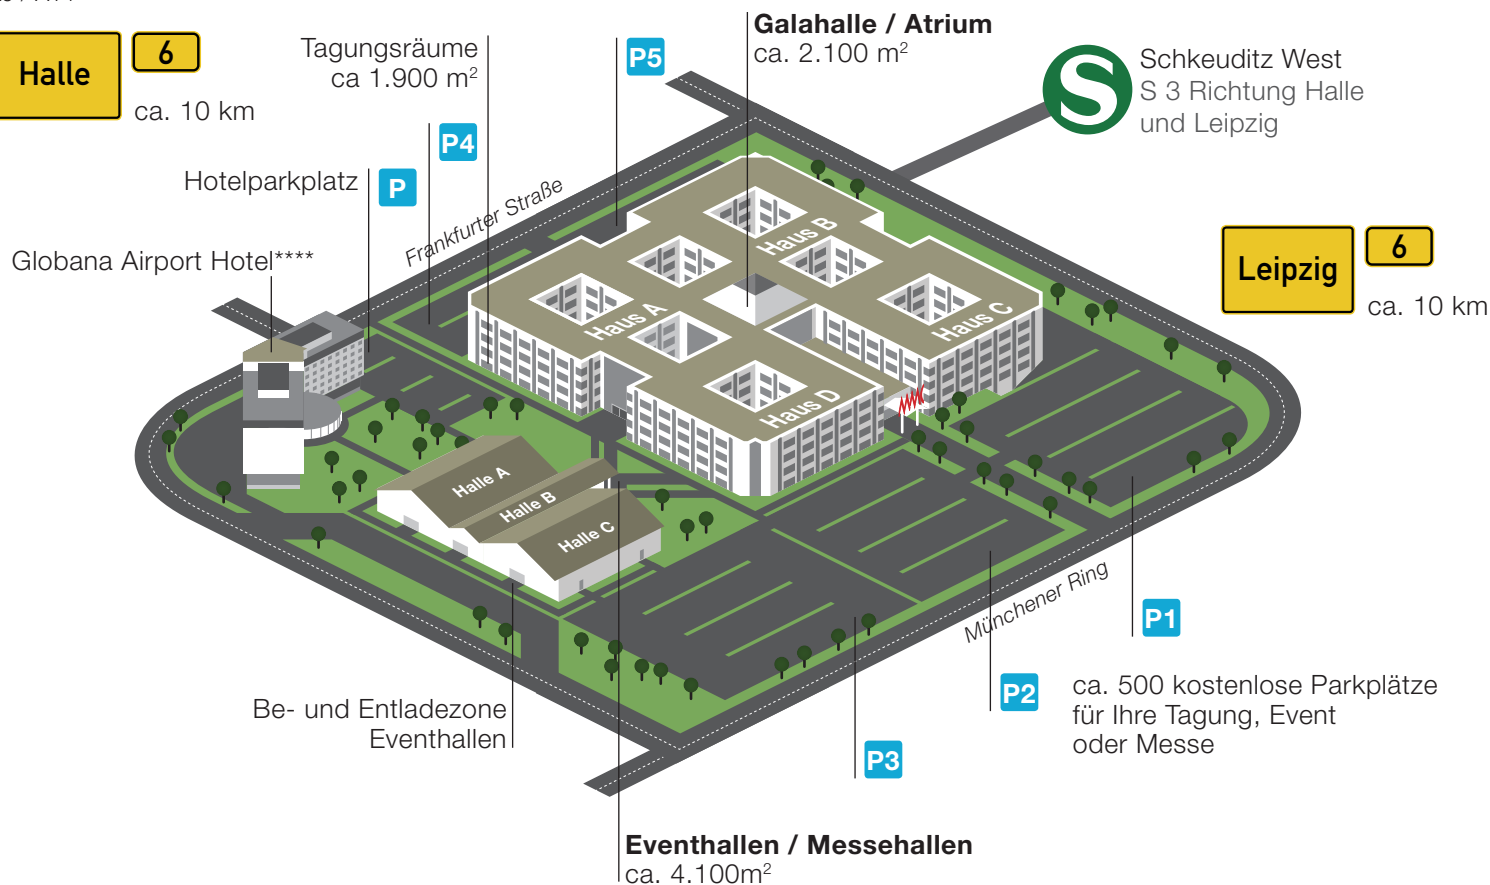 Galahalle / Atrium
ca. 2.100 m²
Halle
6
ca. 10 km
Tagungsräume
ca 1.900 m²
P5
S
Schkeuditz West
S 3 Richtung Halle
und Leipzig
P4
Hotelparkplatz
P
Frankfurter Straße
Globana Airport Hotel****
Leipzig
6
ca. 10 km
Haus B
Haus A
Haus C
Haus D
Halle A
Halle B
Halle C
Münchener Ring
P1
P2
ca. 500 kostenlose Parkplätze
für Ihre Tagung, Event
oder Messe
Be- und Entladezone
Eventhallen
P3
Eventhallen / Messehallen
ca. 4.100m²